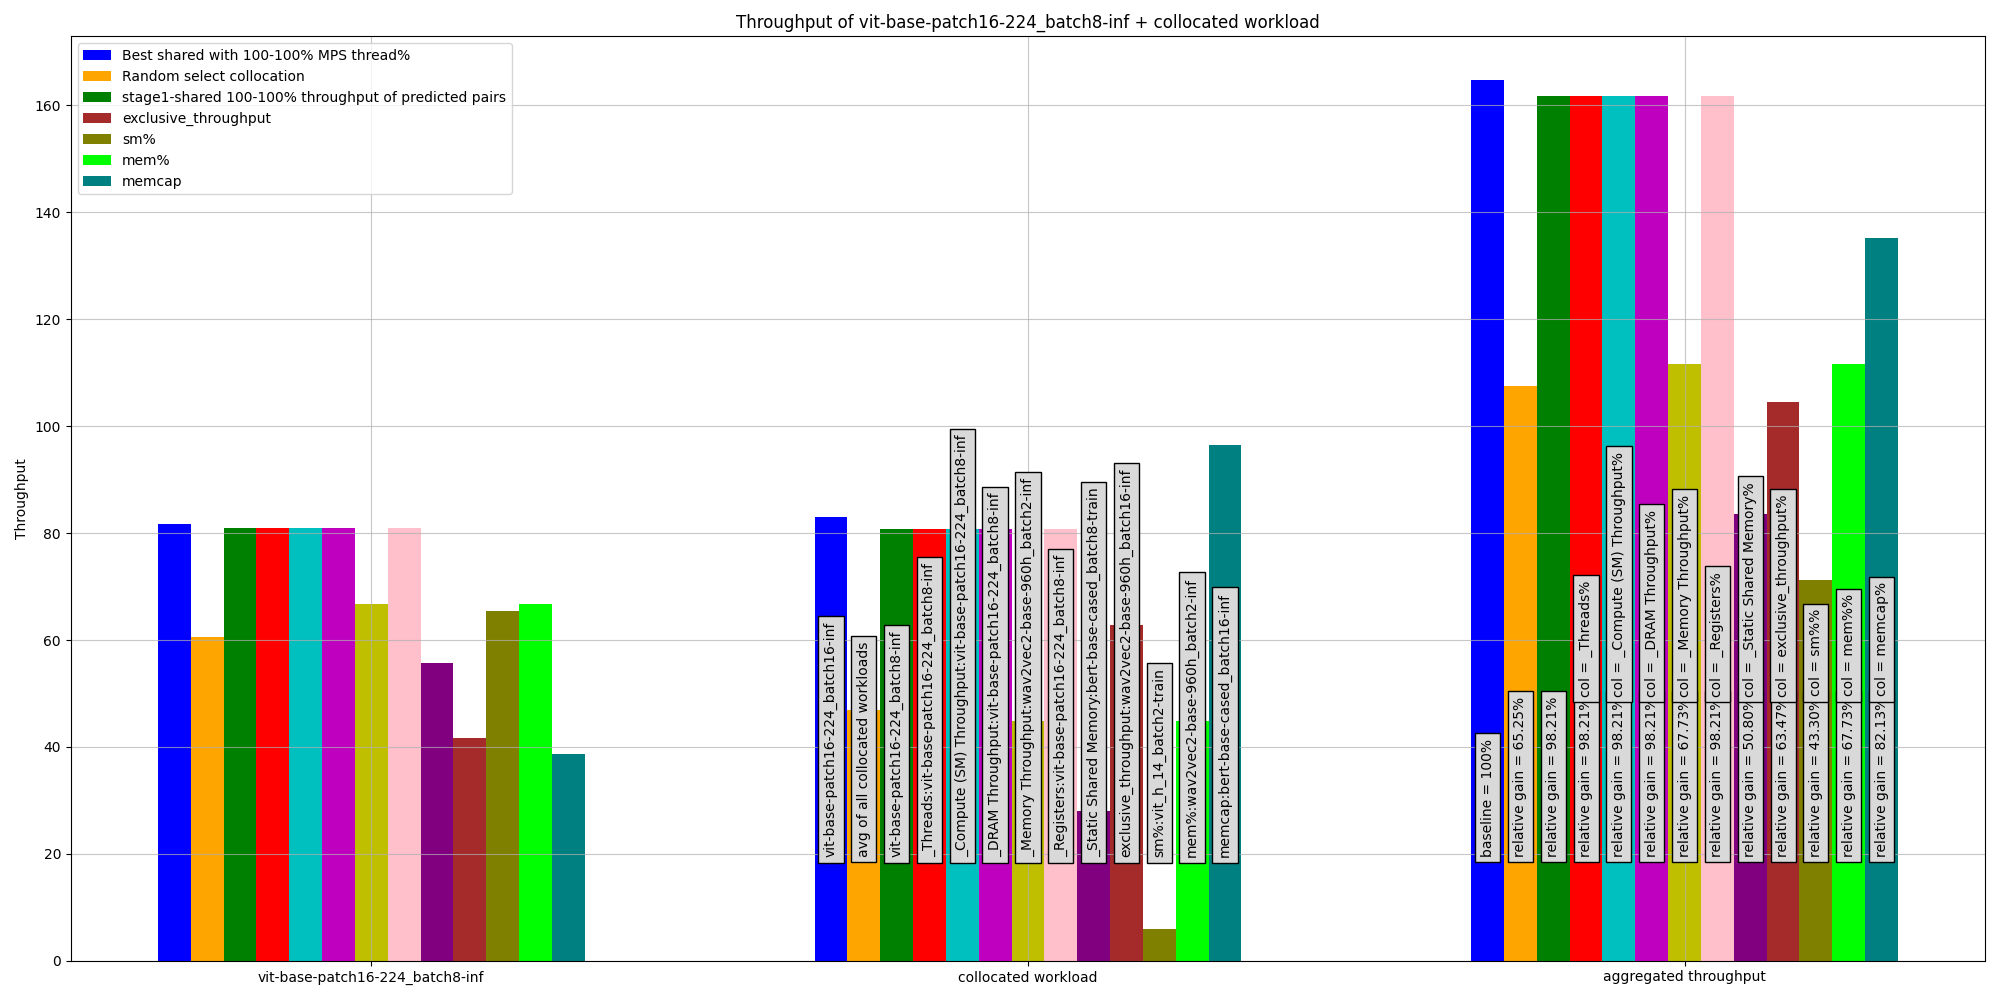 Throughput of vit-base-patch16-224_batch8-inf + collocated workload
Best shared with 100-100% MPS thread%
Random select collocation
stage1-shared 100-100% throughput of predicted pairs
exclusive_throughput
sm%
mem%
memcap
Throughput
160
140
120
100
80
60
40
20
0
vit-base-patch16-224_batch16-inf
avg of all collocated workloads
vit-base-patch16-224_batch8-inf
_Threads:vit-base-patch16-224_batch8-inf
_Compute (SM) Throughput:vit-base-patch16-224_batch8-inf
_DRAM Throughput:vit-base-patch16-224_batch8-inf
_Memory Throughput:wav2vec2-base-960h_batch2-inf
_Registers:vit-base-patch16-224_batch8-inf
_Static Shared Memory:bert-base-cased_batch8-train
exclusive_throughput:wav2vec2-base-960h_batch16-inf
sm%:vit_h_14_batch2-train
mem%:wav2vec2-base-960h_batch2-inf
memcap:bert-base-cased_batch16-inf
baseline = 100%
relative gain = 65.25%
relative gain = 98.21%
relative gain = 98.21%
col = _Threads%
relative gain = 98.21%
col = _Compute (SM) Throughput%
relative gain = 98.21%
col = _DRAM Throughput%
relative gain = 67.73%
col = _Memory Throughput%
relative gain = 98.21%
col = _Registers%
relative gain = 50.80%
col = _Static Shared Memory%
relative gain = 63.47%
col = exclusive_throughput%
relative gain = 43.30%
col = sm%%
relative gain = 67.73%
col = mem%%
relative gain = 82.13%
col = memcap%
vit-base-patch16-224_batch8-inf
collocated workload
aggregated throughput